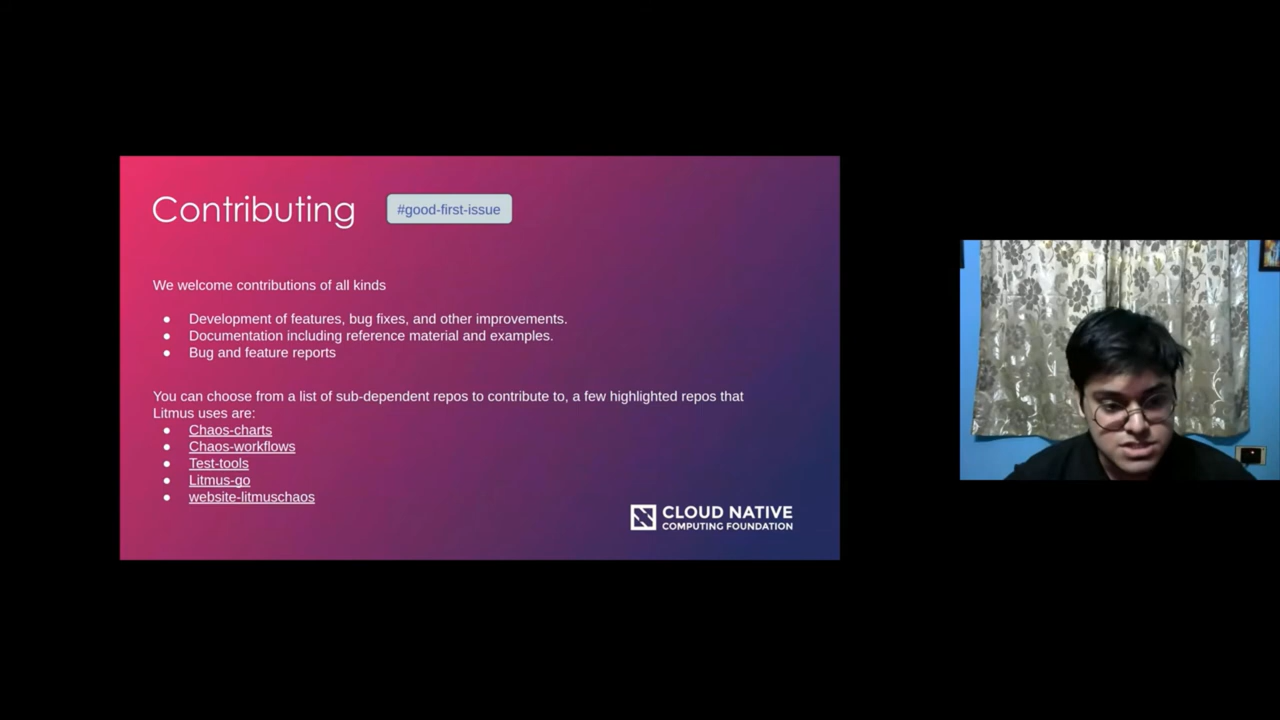 Contributing
#good-first-issue
We welcome contributions of all kinds
● Development of features, bug fixes, and other improvements.
● Documentation including reference material and examples.
● Bug and feature reports
You can choose from a list of sub-dependent repos to contribute to, a few highlighted repos that
Litmus uses are:
● Chaos-charts
● Chaos-workflows
● Test-tools
● Litmus-go
● website-litmuschaos
CLOUD NATIVE
COMPUTING FOUNDATION